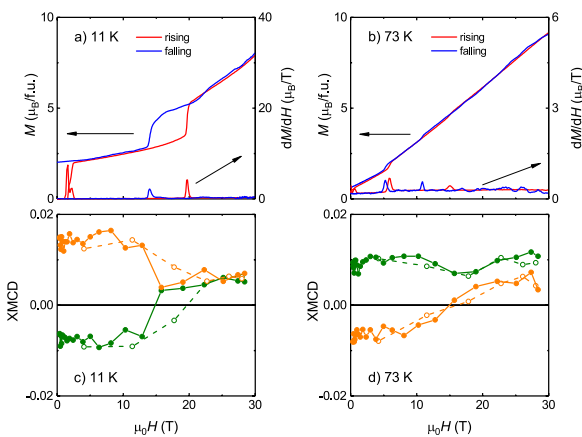 a) 11 K
rising
falling
M (μB/f.u.)
dM/dH (μB/T)
10
5
0
40
20
0
b) 73 K
rising
falling
M (μB/f.u.)
dM/dH (μB/T)
10
5
0
6
3
0
c) 11 K
XMCD
0.02
0.00
-0.02
0 10 20 30
μ0H (T)
d) 73 K
XMCD
0.02
0.00
-0.02
0 10 20 30
μ0H (T)